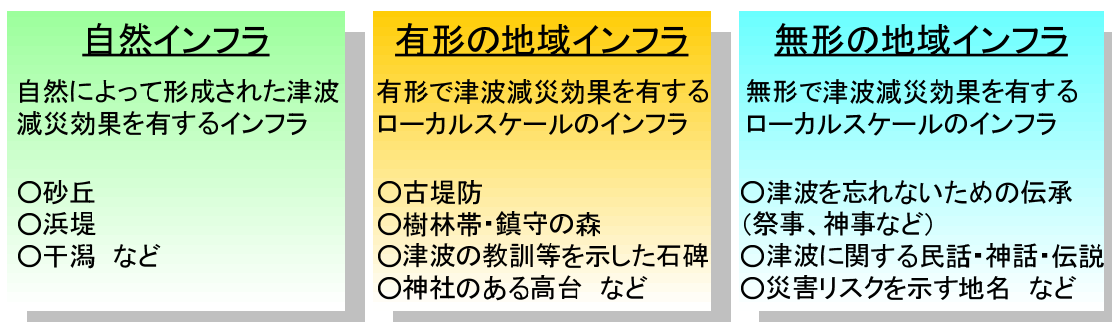 自然インフラ
自然によって形成された津波
減災効果を有するインフラ
○砂丘
○浜堤
○干潟 など
有形の地域インフラ
有形で津波減災効果を有する
ローカルスケールのインフラ
○古堤防
○樹林帯・鎮守の森
○津波の教訓等を示した石碑
○神社のある高台 など
無形の地域インフラ
無形で津波減災効果を有する
ローカルスケールのインフラ
○津波を忘れないための伝承
（祭事、神事など）
○津波に関する民話・神話・伝説
○災害リスクを示す地名 など